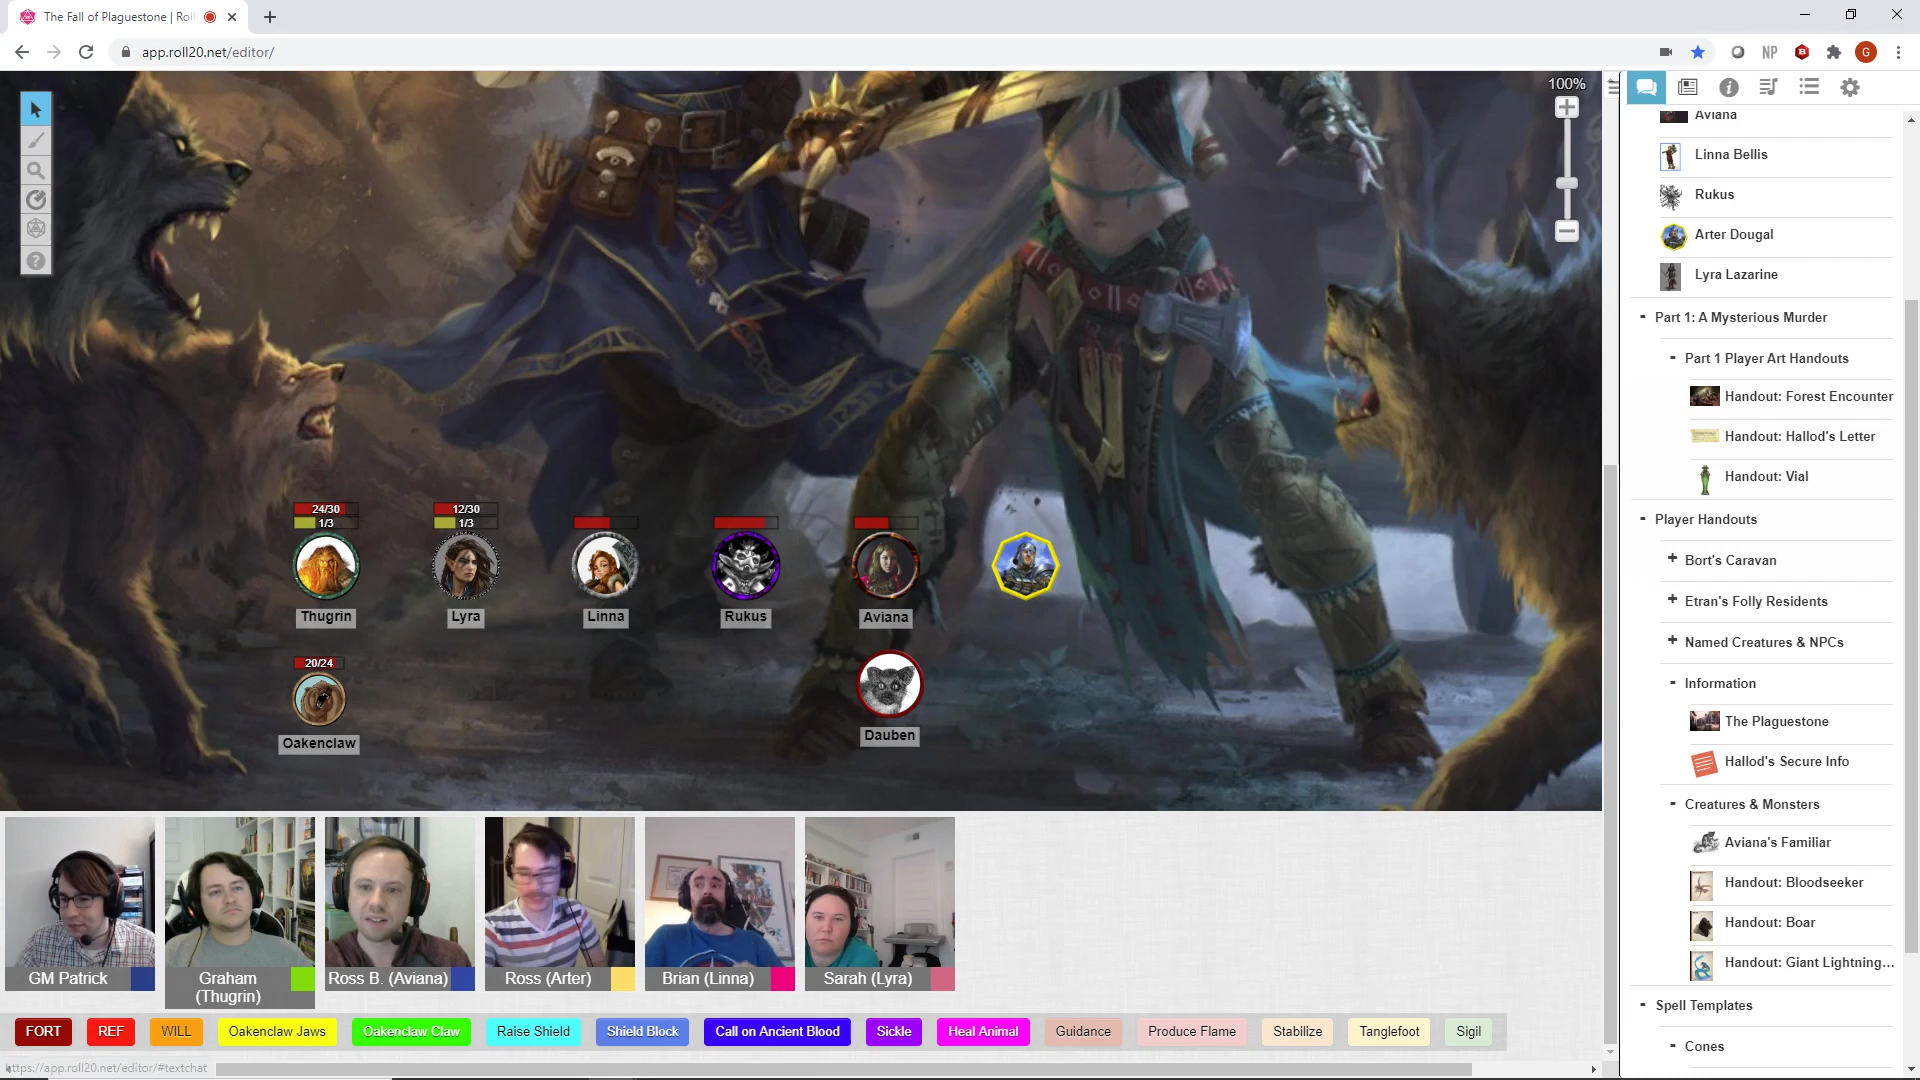 The Fall of Plaguestone | Roll
app.roll20.net/editor/
NP
G
100%
Aviana
Linna Bellis
Rukus
Arter Dougal
Lyra Lazarine
Part 1: A Mysterious Murder
Part 1 Player Art Handouts
Handout: Forest Encounter
Handout: Hallod's Letter
Handout: Vial
Player Handouts
Bort's Caravan
Etran's Folly Residents
Named Creatures & NPCs
Information
The Plaguestone
Hallod's Secure Info
Creatures & Monsters
Aviana's Familiar
Handout: Bloodseeker
Handout: Boar
Handout: Giant Lightning...
Spell Templates
Cones
24/30
1/3
12/30
1/3
Thugrin
Lyra
Linna
Rukus
Aviana
20/24
Oakenclaw
Dauben
GM Patrick
Graham
(Thugrin)
Ross B. (Aviana)
Ross (Arter)
Brian (Linna)
Sarah (Lyra)
FORT
REF
WILL
Oakenclaw Jaws
Oakenclaw Claw
Raise Shield
Shield Block
Call on Ancient Blood
Sickle
Heal Animal
Guidance
Produce Flame
Stabilize
Tanglefoot
Sigil
https://app.roll20.net/editor/#textchat